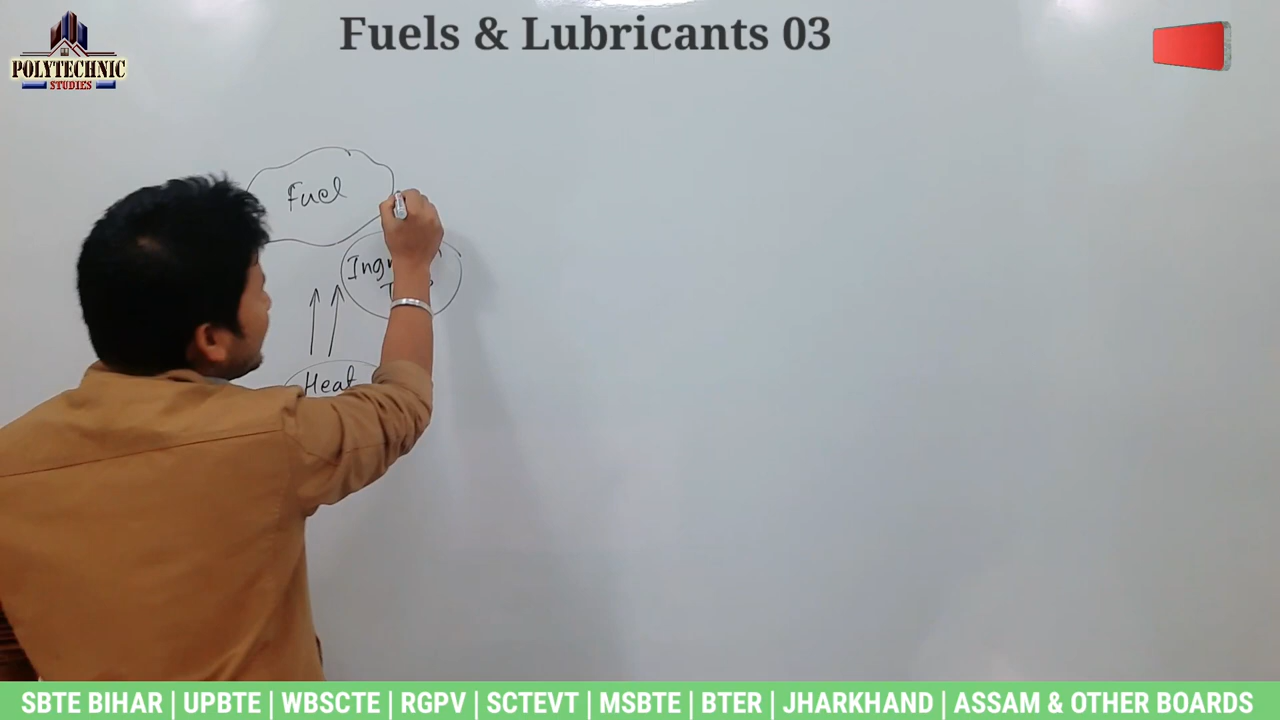 Fuels & Lubricants 03
POLYTECHNIC
STUDIES
Fuel
Heat
SBTE BIHAR | UPBTE | WBSCTE | RGPV | SCTEVT | MSBTE | BTER | JHARKHAND | ASSAM & OTHER BOARDS